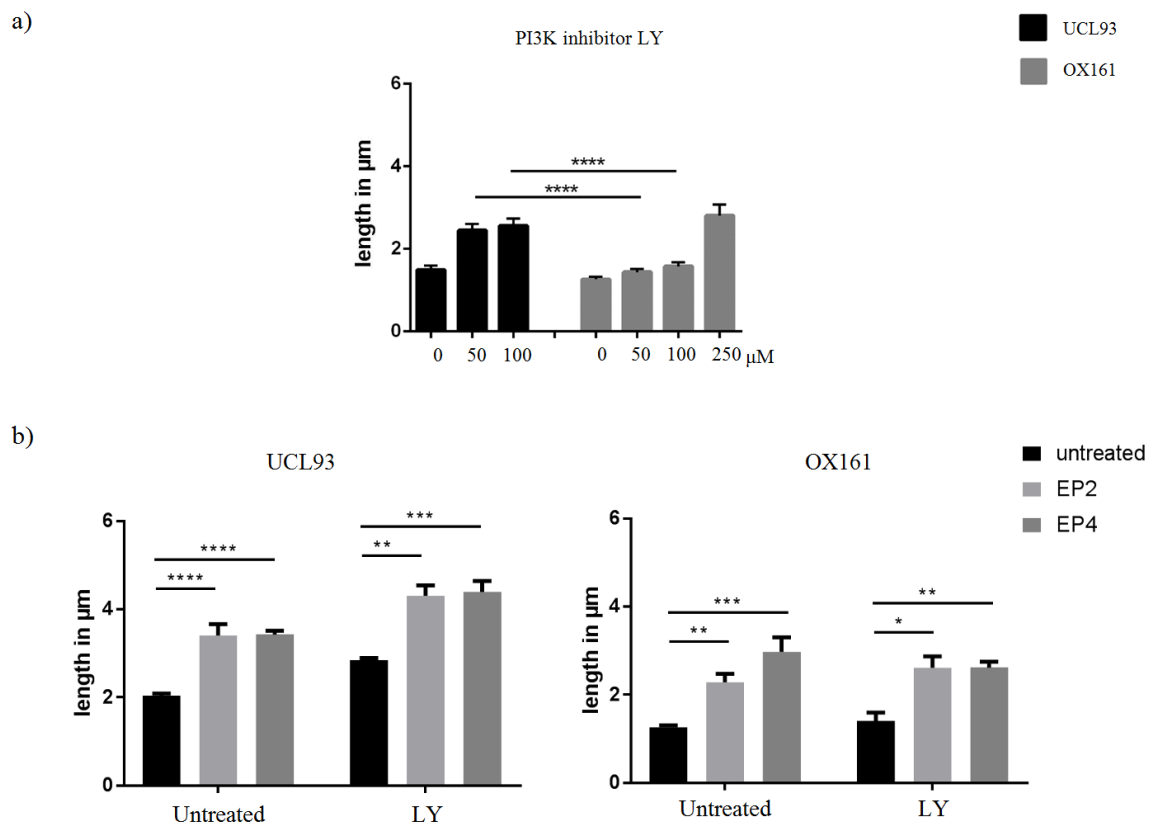 a)
PI3K inhibitor LY
UCL93
OX161
6
4
2
0
length in µm
****
****
0 50 100 0 50 100 250 µM
b)
UCL93
OX161
untreated
EP2
EP4
6
4
2
0
length in µm
****
****
***
**
Untreated LY
6
4
2
0
length in µm
***
**
**
*
Untreated LY